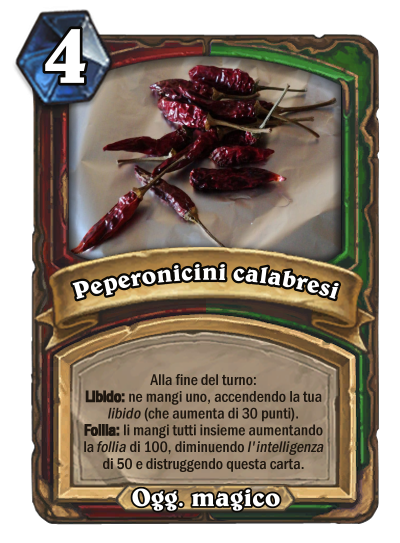 4
Peperonicini calabresi
Alla fine del turno:
Libido: ne mangi uno, accendendo la tua
libido (che aumenta di 30 punti).
Follia: li mangi tutti insieme aumentando
la follia di 100, diminuendo l'intelligenza
di 50 e distruggendo questa carta.
Ogg. magico